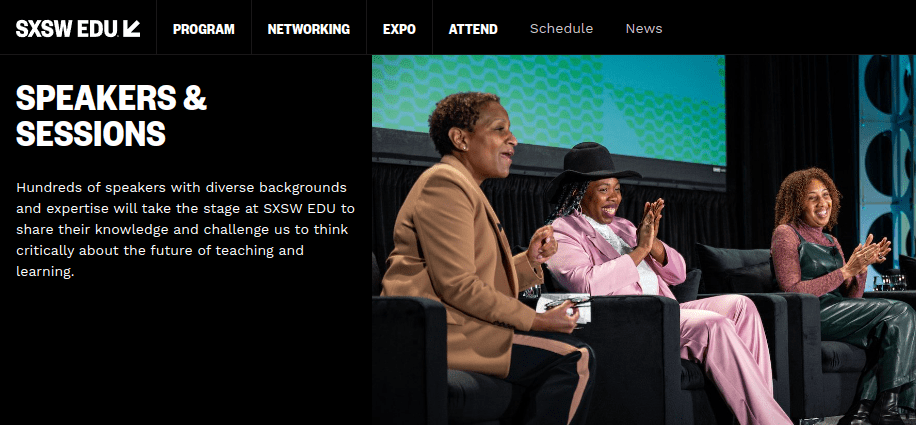 SXSW EDU PROGRAM NETWORKING EXPO ATTEND Schedule News
SPEAKERS &
SESSIONS
Hundreds of speakers with diverse backgrounds
and expertise will take the stage at SXSW EDU to
share their knowledge and challenge us to think
critically about the future of teaching and
learning.